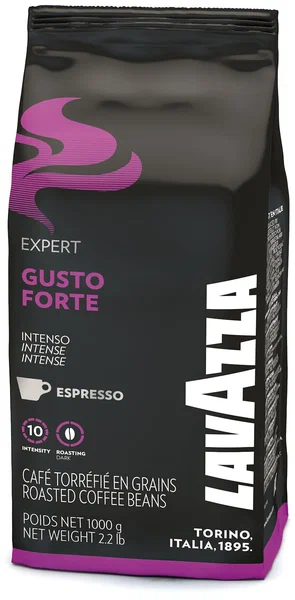 EXPERT
GUSTO
FORTE
INTENSO
INTENSE
INTENSE
ESPRESSO
10
INTENSITY
ROASTING
DARK
CAFÉ TORRÉFIÉ EN GRAINS
ROASTED COFFEE BEANS
POIDS NET 1000 g
NET WEIGHT 2.2 lb
LAVAZZA
TORINO,
ITALIA, 1895.